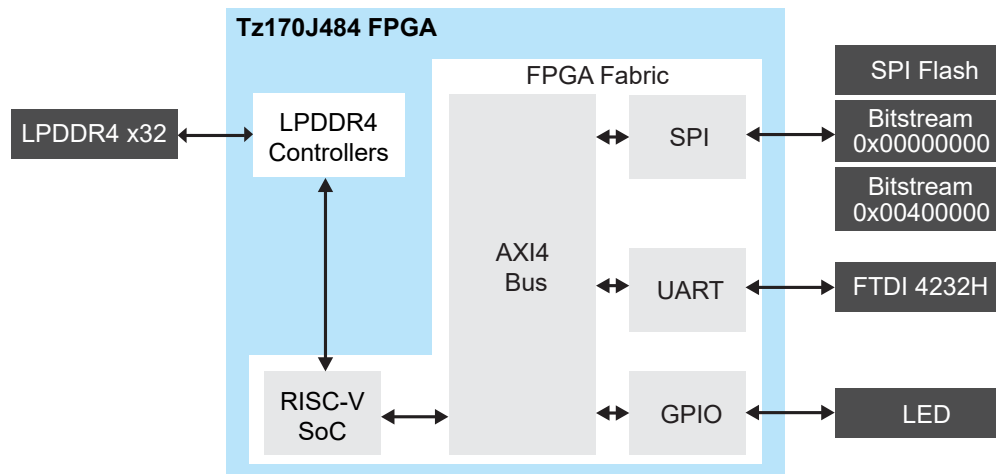 Tz170J484 FPGA
FPGA Fabric
LPDDR4 x32
LPDDR4
Controllers
RISC-V
SoC
AXI4
Bus
SPI
UART
GPIO
SPI Flash
Bitstream
0x00000000
Bitstream
0x00400000
FTDI 4232H
LED